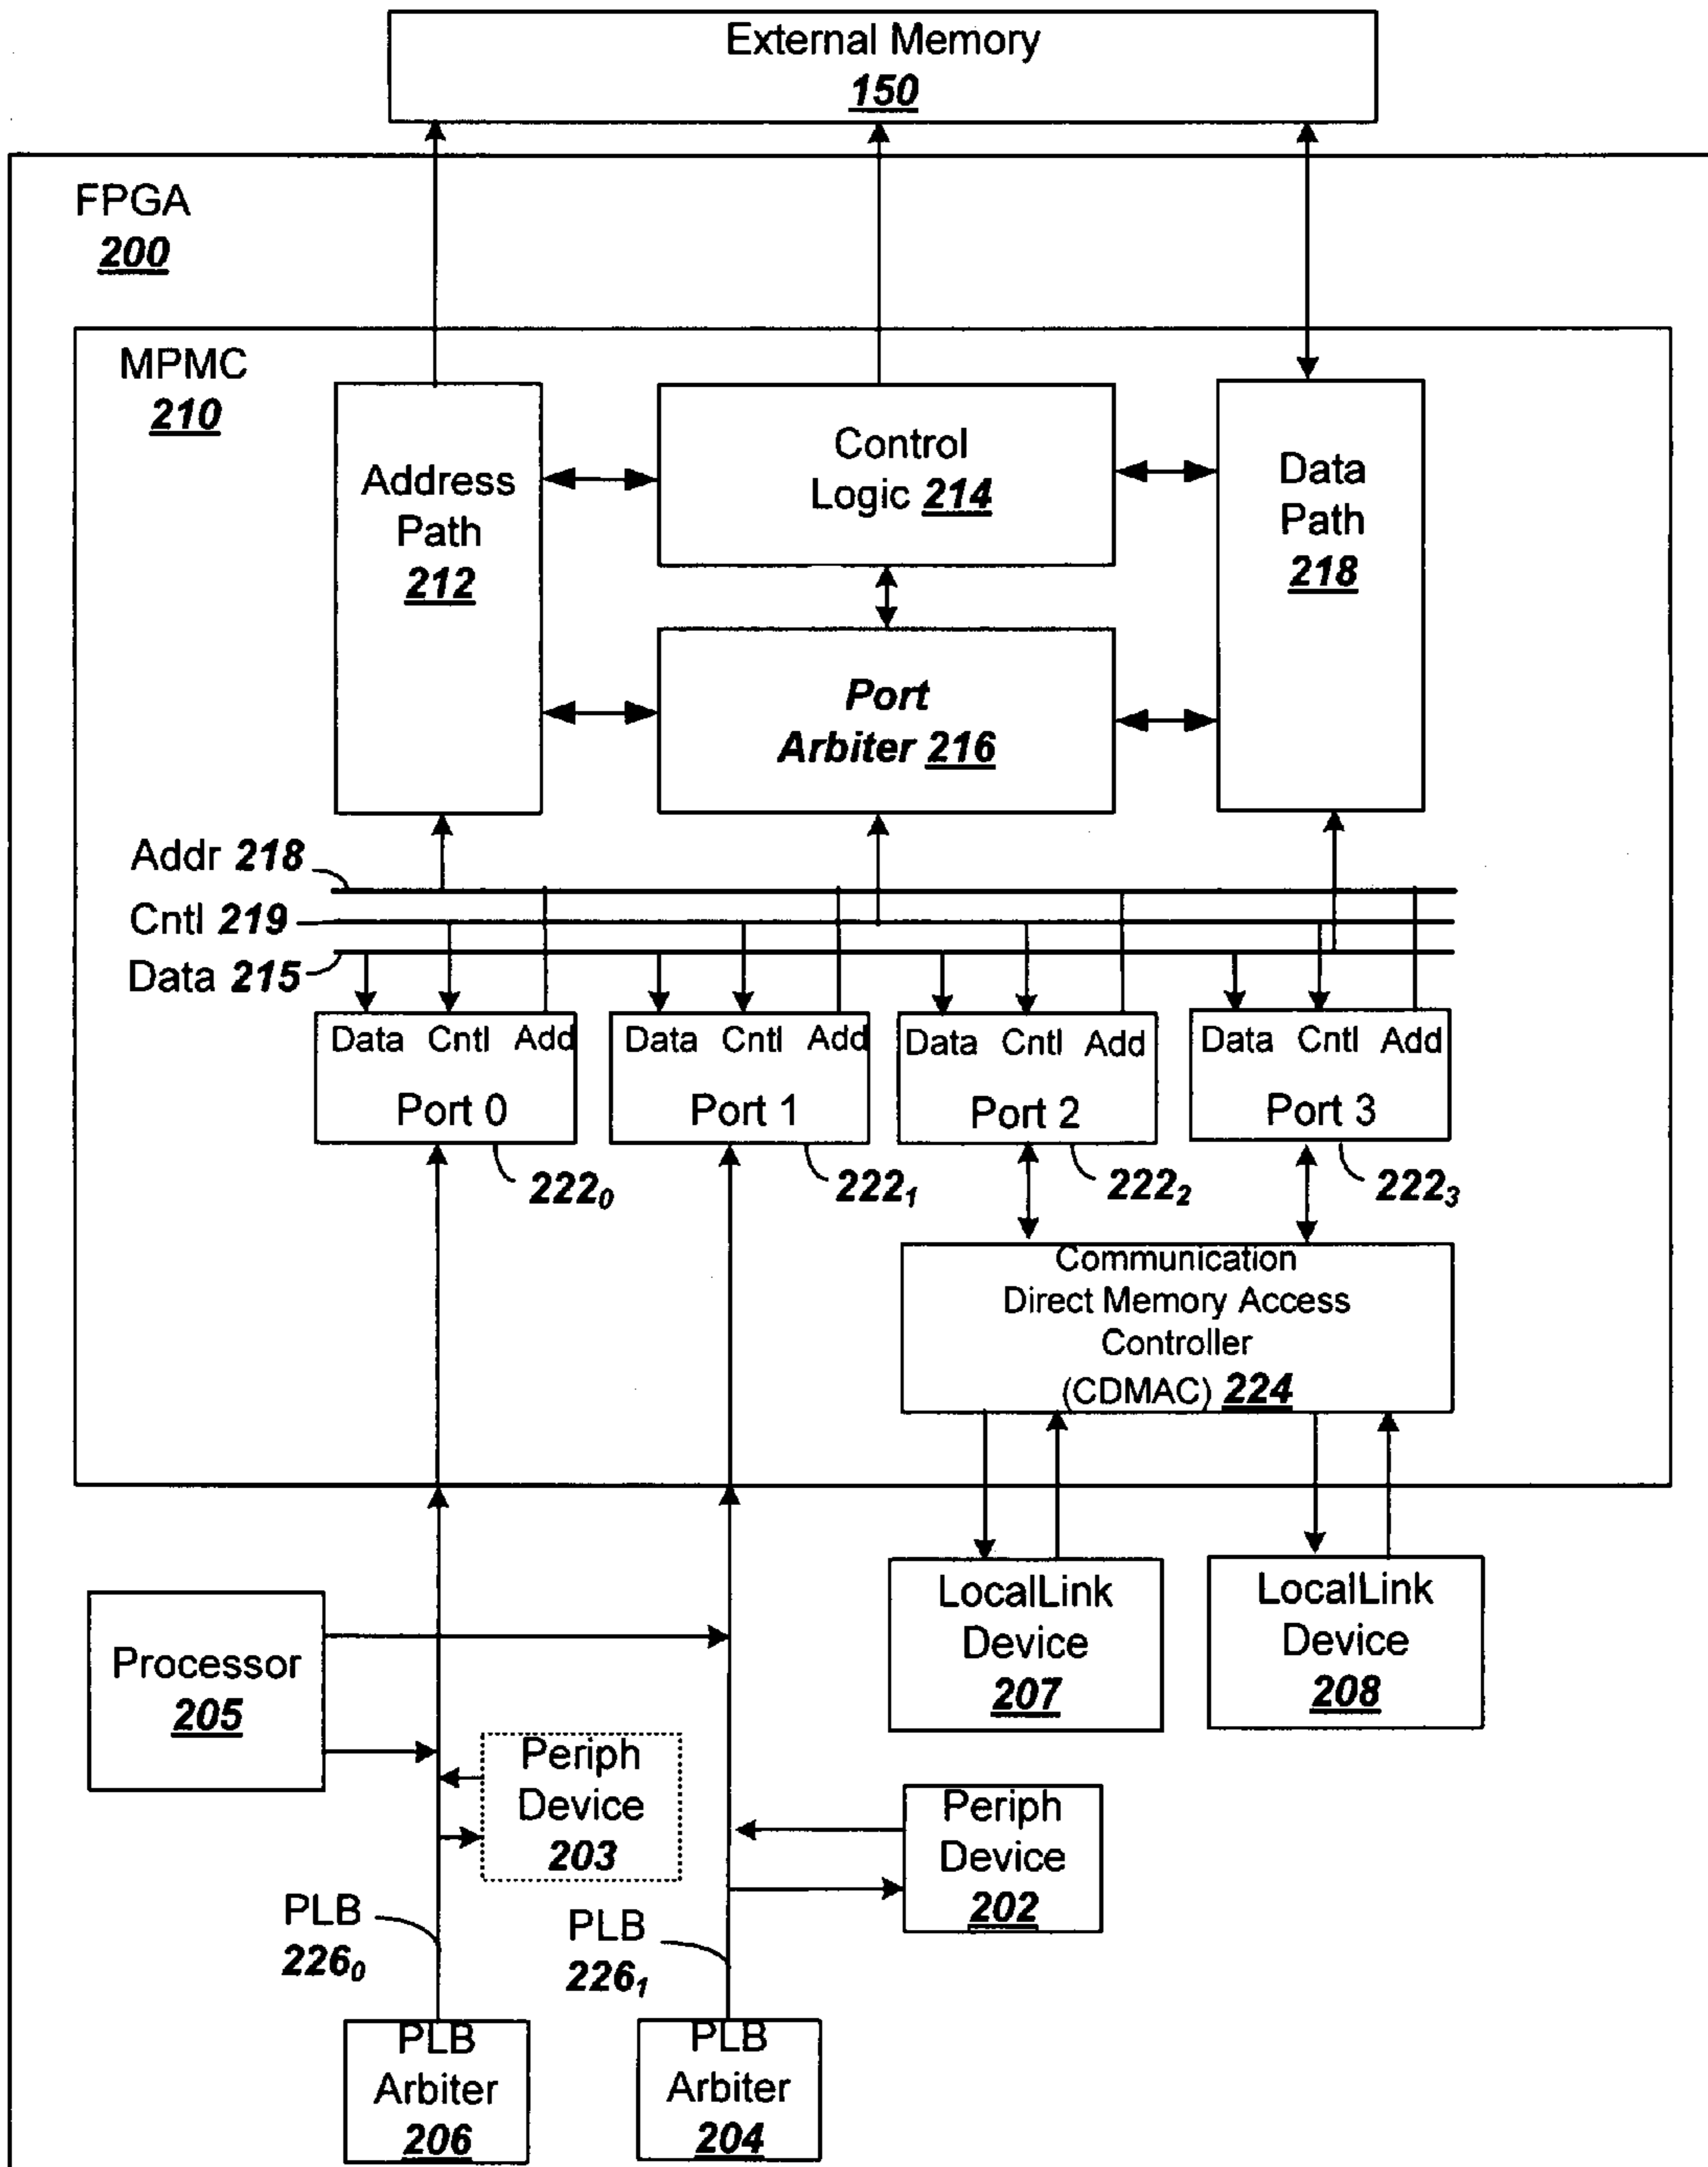 External Memory
150
FPGA
200
MPMC
210
Address
Path
212
Control
Logic 214
Data
Path
218
Port
Arbiter 216
Addr 218
Cntl 219
Data 215
Data Cntl Add
Port 0
222₀
Data Cntl Add
Port 1
222₁
Data Cntl Add
Port 2
222₂
Data Cntl Add
Port 3
222₃
Communication
Direct Memory Access
Controller
(CDMAC) 224
Processor
205
LocalLink
Device
207
LocalLink
Device
208
Periph
Device
203
Periph
Device
202
PLB
226₀
PLB
226₁
PLB
Arbiter
206
PLB
Arbiter
204